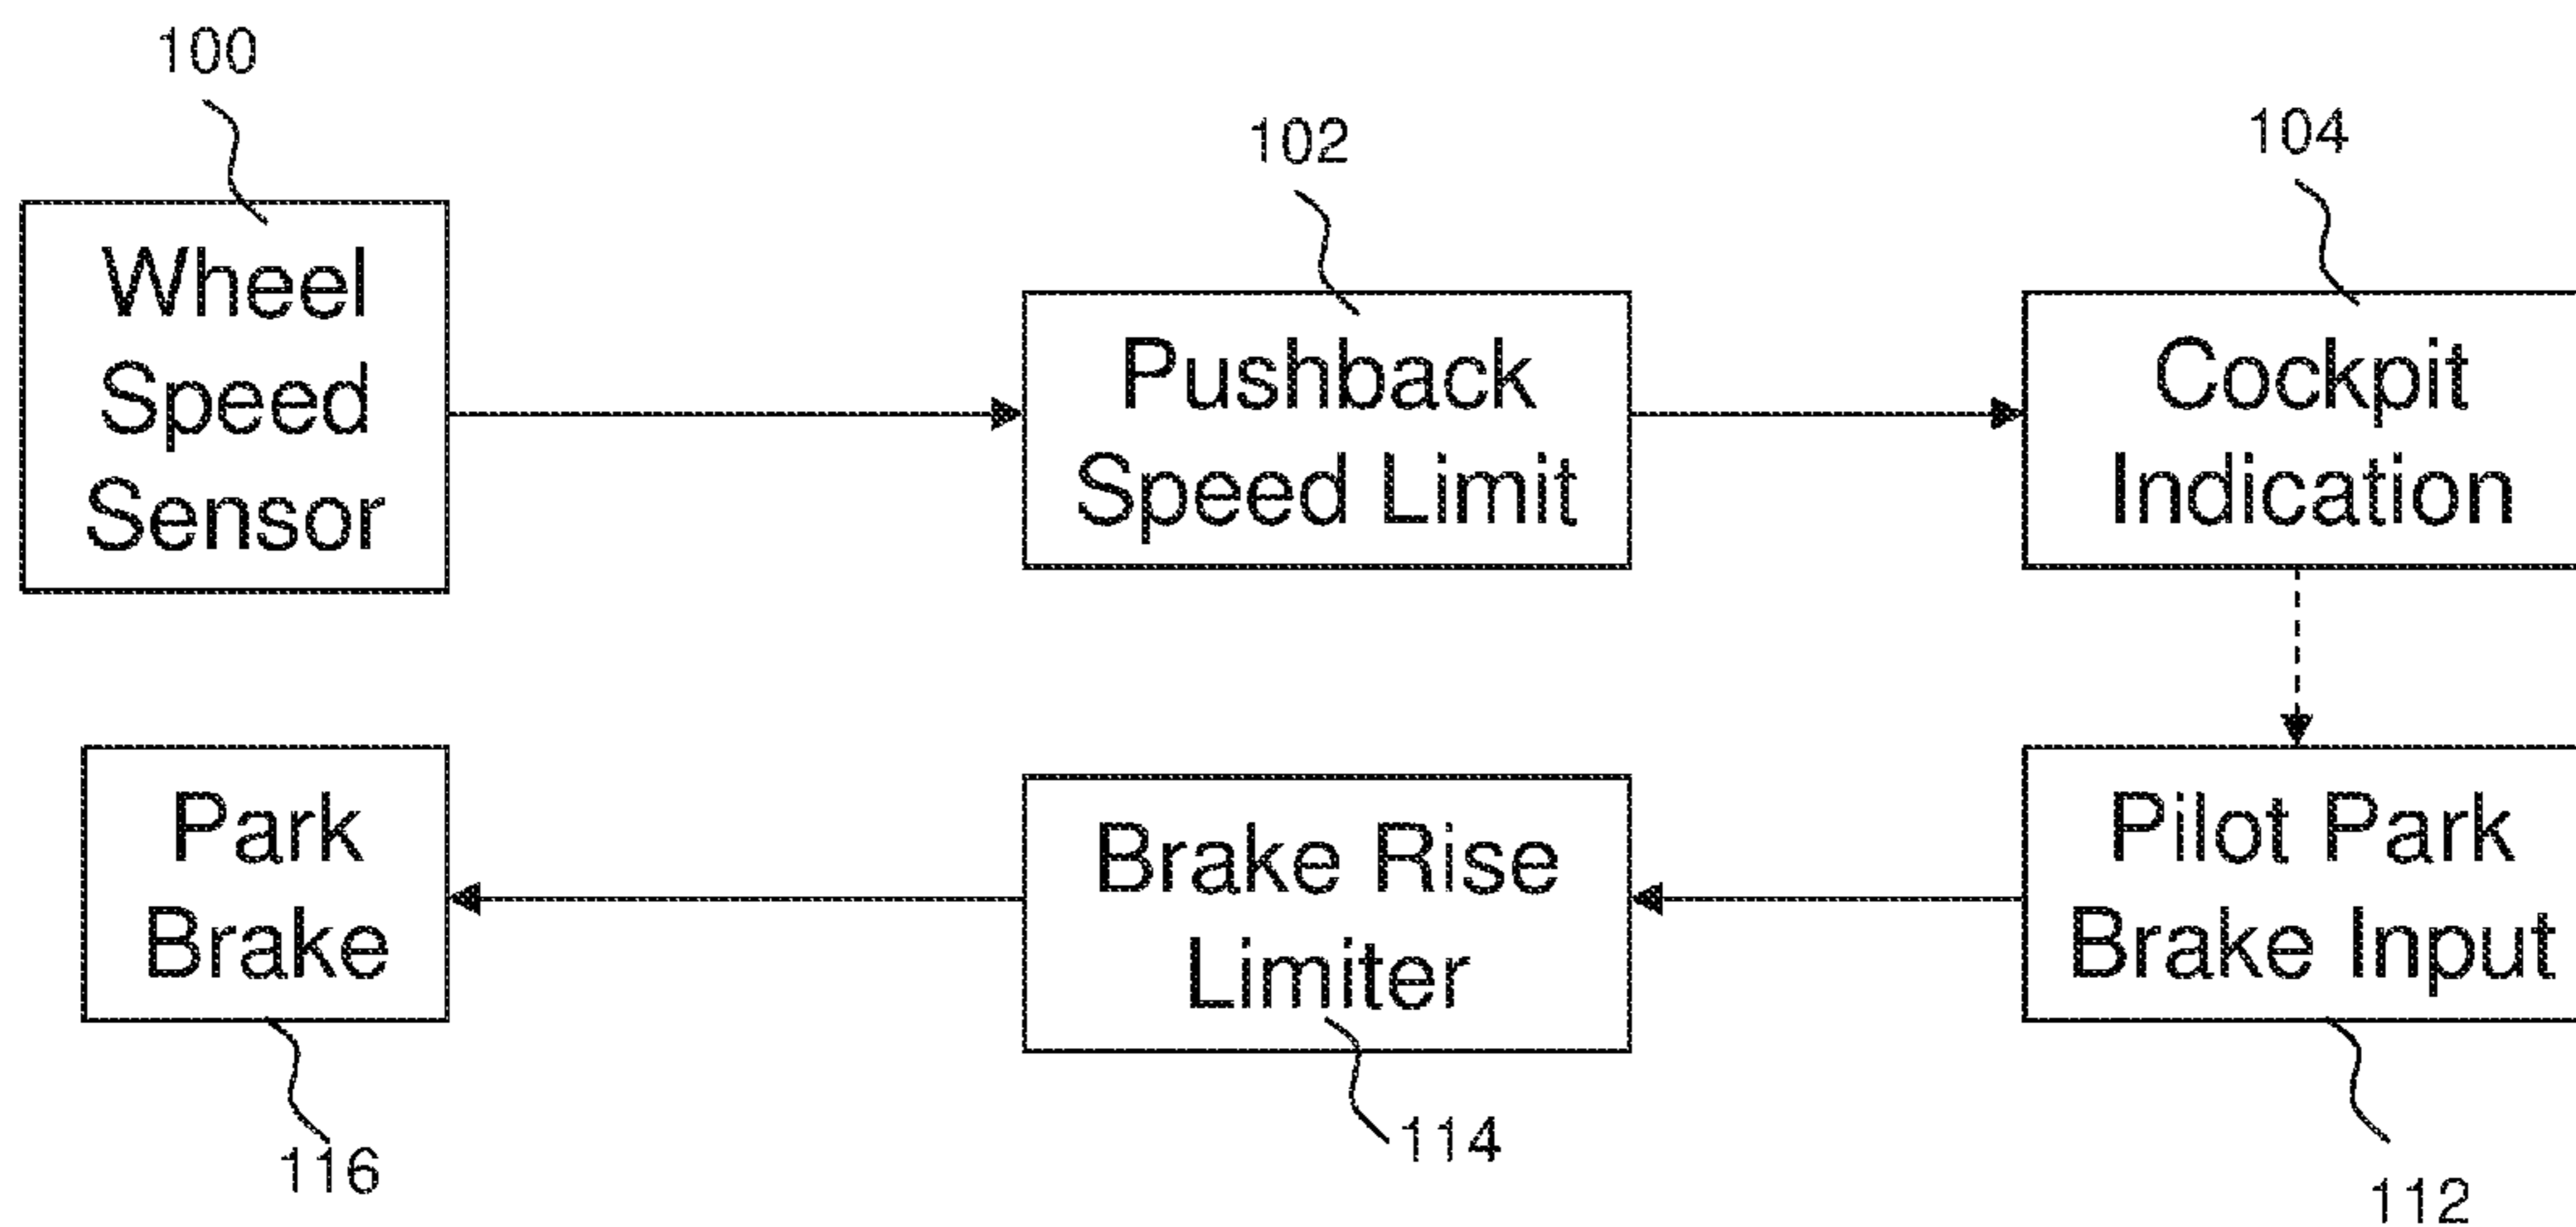 100
102
104
Wheel
Speed
Sensor
Pushback
Speed Limit
Cockpit
Indication
Park
Brake
Brake Rise
Limiter
Pilot Park
Brake Input
116
114
112